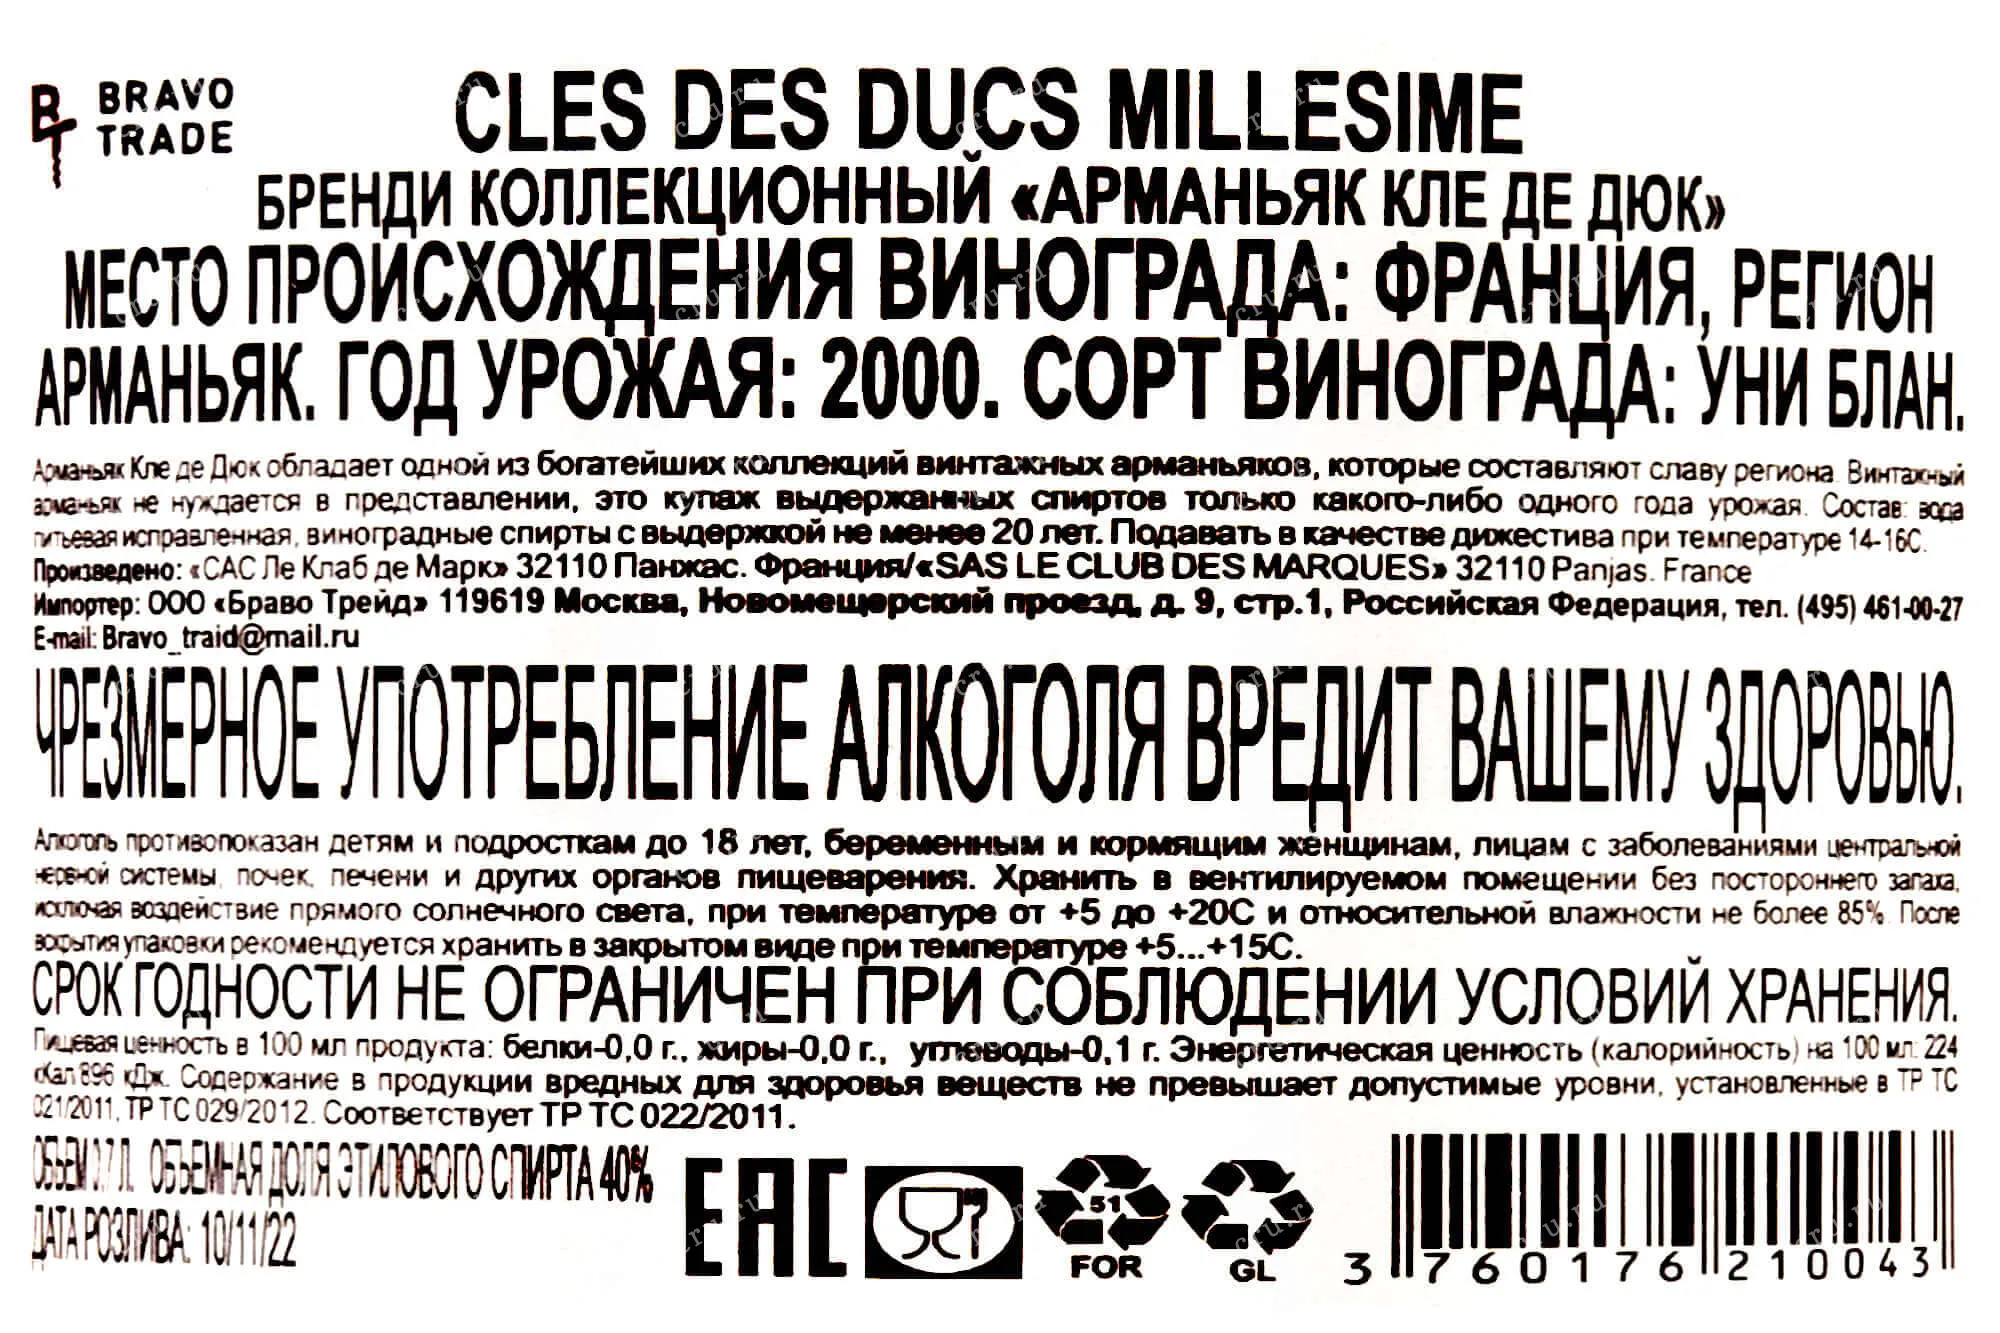 BRAVO
TRADE
CLES DES DUCS MILLESIME
БРЕНДИ КОЛЛЕКЦИОННЫЙ «АРМАНЬЯК КЛЕ ДЕ ДЮК»
МЕСТО ПРОИСХОЖДЕНИЯ ВИНОГРАДА: ФРАНЦИЯ, РЕГИОН
АРМАНЬЯК. ГОД УРОЖАЯ: 2000. СОРТ ВИНОГРАДА: УНИ БЛАН.
Арманьяк Кле де Дюк обладает одной из богатейших коллекций винтажных арманьяков, которые составляют славу региона. Винтажный
арманьяк не нуждается в представлении, это купаж выдержанных спиртов только какого-либо одного года урожая. Состав: вода
питьевая исправленная, виноградные спирты с выдержкой не менее 20 лет. Подавать в качестве дижестива при температуре 14-16С.
Произведено: «САС Ле Клаб де Марк» 32110 Панжас. Франция/«SAS LE CLUB DES MARQUES» 32110 Panjas. France
Импортер: ООО «Браво Трейд» 119619 Москва, Новомещерский проезд, д. 9, стр.1, Российская Федерация, тел. (495) 461-00-27
E-mail: Bravo_traid@mail.ru
ЧРЕЗМЕРНОЕ УПОТРЕБЛЕНИЕ АЛКОГОЛЯ ВРЕДИТ ВАШЕМУ ЗДОРОВЬЮ.
Алкоголь противопоказан детям и подросткам до 18 лет, беременным и кормящим женщинам, лицам с заболеваниями центральной
нервной системы, почек, печени и других органов пищеварения. Хранить в вентилируемом помещении без постороннего запаха,
исключая воздействие прямого солнечного света, при температуре от +5 до +20С и относительной влажности не более 85%. После
вскрытия упаковки рекомендуется хранить в закрытом виде при температуре +5...+15С.
СРОК ГОДНОСТИ НЕ ОГРАНИЧЕН ПРИ СОБЛЮДЕНИИ УСЛОВИЙ ХРАНЕНИЯ.
Пищевая ценность в 100 мл продукта: белки-0,0 г., жиры-0,0 г., углеводы-0,1 г. Энергетическая ценность (калорийность) на 100 мл: 224
кКал 896 кДж. Содержание в продукции вредных для здоровья веществ не превышает допустимые уровни, установленные в ТР ТС
021/2011, ТР ТС 029/2012. Соответствует ТР ТС 022/2011.
ОБЪЕМ 0.7 Л. ОБЪЕМНАЯ ДОЛЯ ЭТИЛОВОГО СПИРТА 40%
ДАТА РОЗЛИВА: 10/11/22
EAC
51
FOR
GL
3 760176 210043
cru.ru